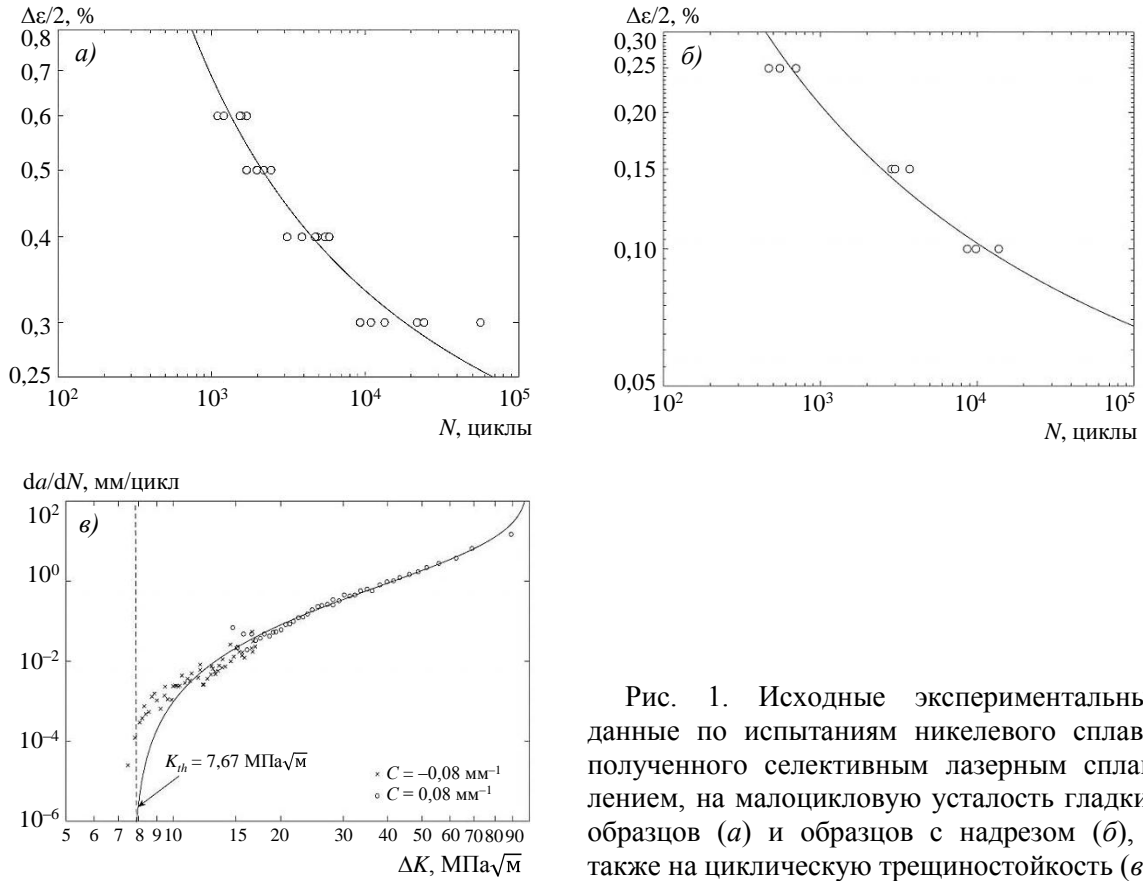 Δε/2, %
а)
0,8
0,7
0,6
0,5
0,4
0,3
0,25
10² 10³ 10⁴ 10⁵
N, циклы
Δε/2, %
б)
0,30
0,25
0,20
0,15
0,10
0,05
10² 10³ 10⁴ 10⁵
N, циклы
da/dN, мм/цикл
в)
10²
10⁰
10⁻²
10⁻⁴
10⁻⁶
K_th = 7,67 МПа√м
× C = –0,08 мм⁻¹
○ C = 0,08 мм⁻¹
5 6 7 8 9 10 15 20 30 40 50 60 70 80 90
ΔK, МПа√м
Рис. 1. Исходные экспериментальны
данные по испытаниям никелевого сплав
полученного селективным лазерным сплав
лением, на малоцикловую усталость гладки
образцов (а) и образцов с надрезом (б),
также на циклическую трещиностойкость (в